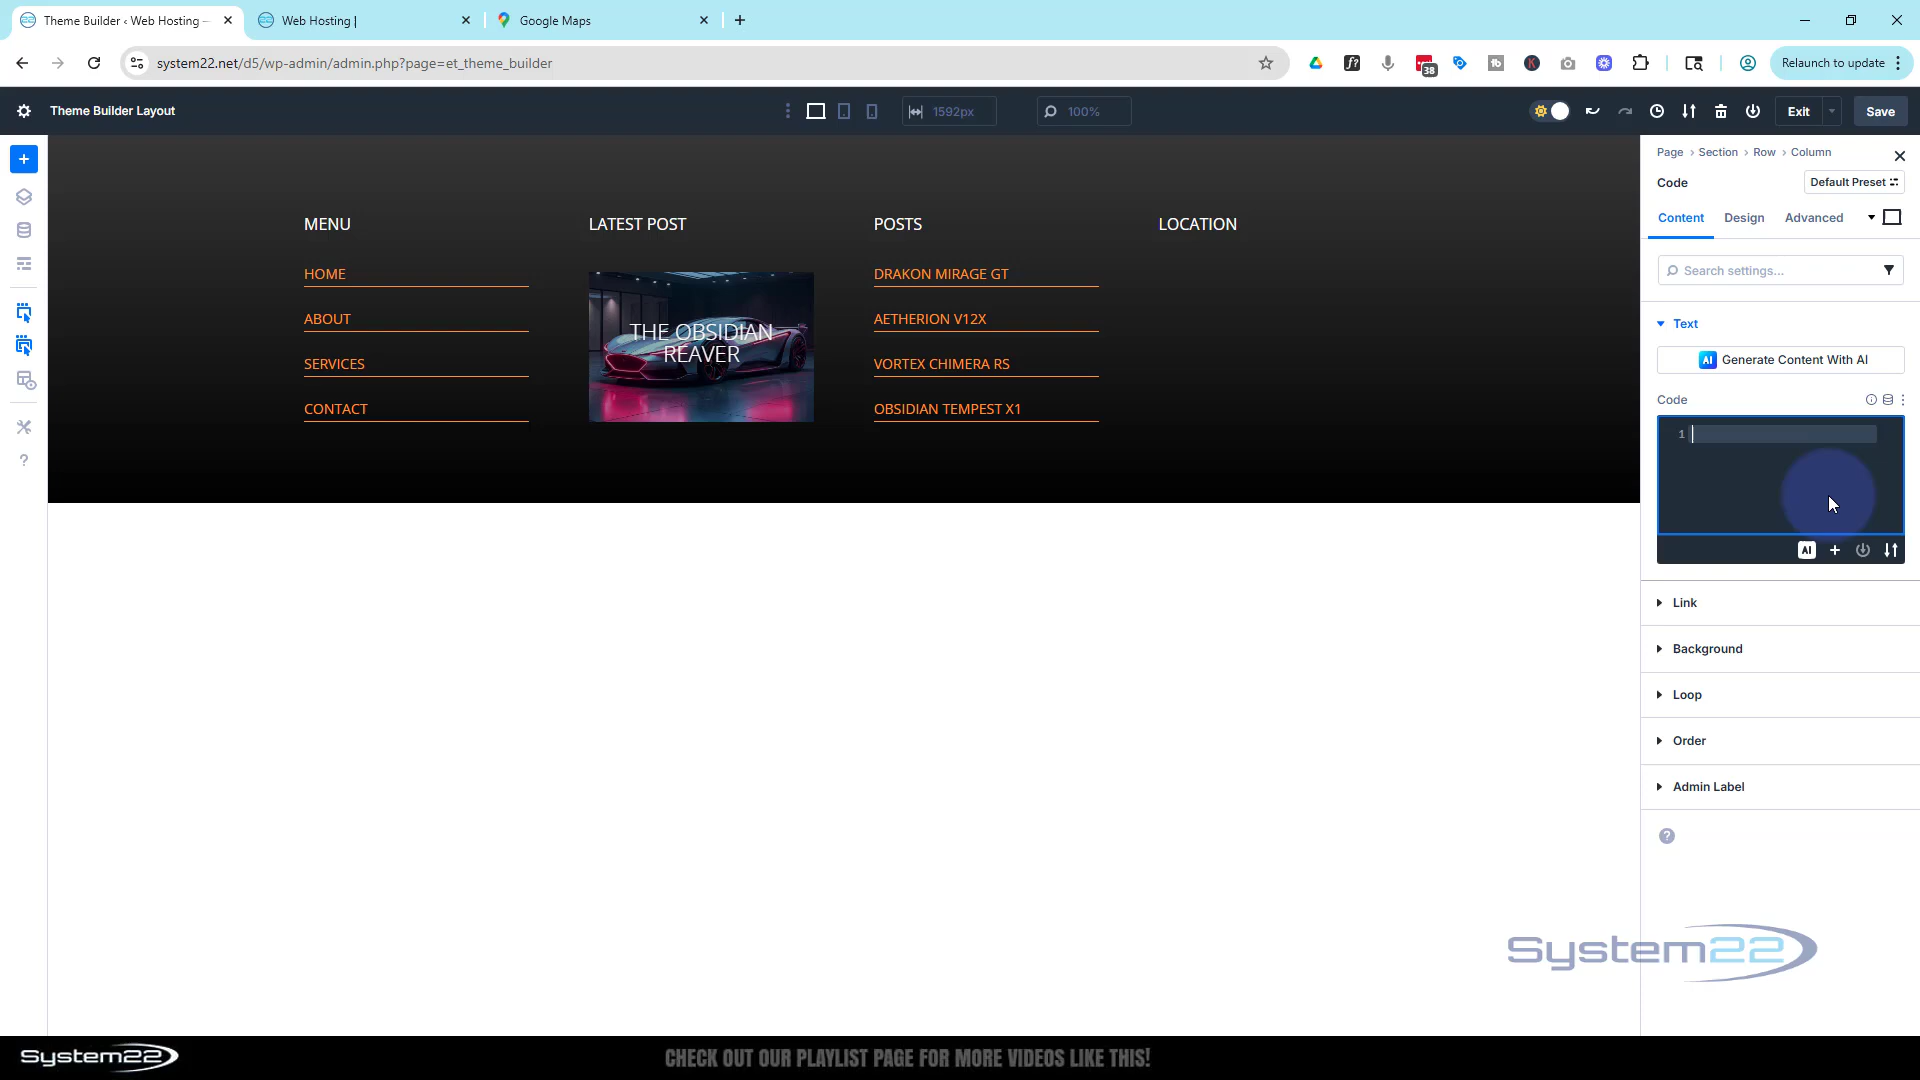 Theme Builder ‹ Web Hosting —
Web Hosting |
Google Maps
system22.net/d5/wp-admin/admin.php?page=et_theme_builder
38
Relaunch to update
Theme Builder Layout
1592px
100%
Exit
Save
Page › Section › Row › Column
Code
Default Preset
Content
Design
Advanced
Search settings...
Text
AI Generate Content With AI
Code
1
AI
Link
Background
Loop
Order
Admin Label
MENU
HOME
ABOUT
SERVICES
CONTACT
LATEST POST
THE OBSIDIAN
REAVER
POSTS
DRAKON MIRAGE GT
AETHERION V12X
VORTEX CHIMERA RS
OBSIDIAN TEMPEST X1
LOCATION
System22
System22
CHECK OUT OUR PLAYLIST PAGE FOR MORE VIDEOS LIKE THIS!